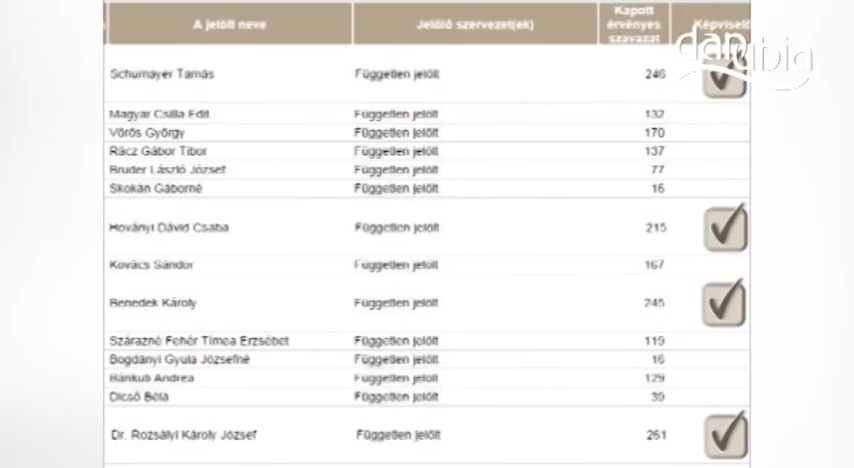 A jelölt neve Jelölő szervezet(ek) Kapott érvényes szavazat Képviselő
danubia
Schumayer Tamás Független jelölt 246
Magyar Csilla Edit Független jelölt 132
Vörös György Független jelölt 170
Rácz Gábor Tibor Független jelölt 137
Bruder László József Független jelölt 77
Skokán Gáborné Független jelölt 16
Hoványi Dávid Csaba Független jelölt 215
Kovács Sándor Független jelölt 167
Benedek Károly Független jelölt 245
Szárazné Fehér Tímea Erzsébet Független jelölt 119
Bogdányi Gyula Józsefné Független jelölt 16
Bánkuti Andrea Független jelölt 129
Dicső Béla Független jelölt 39
Dr. Rozsályi Károly József Független jelölt 261